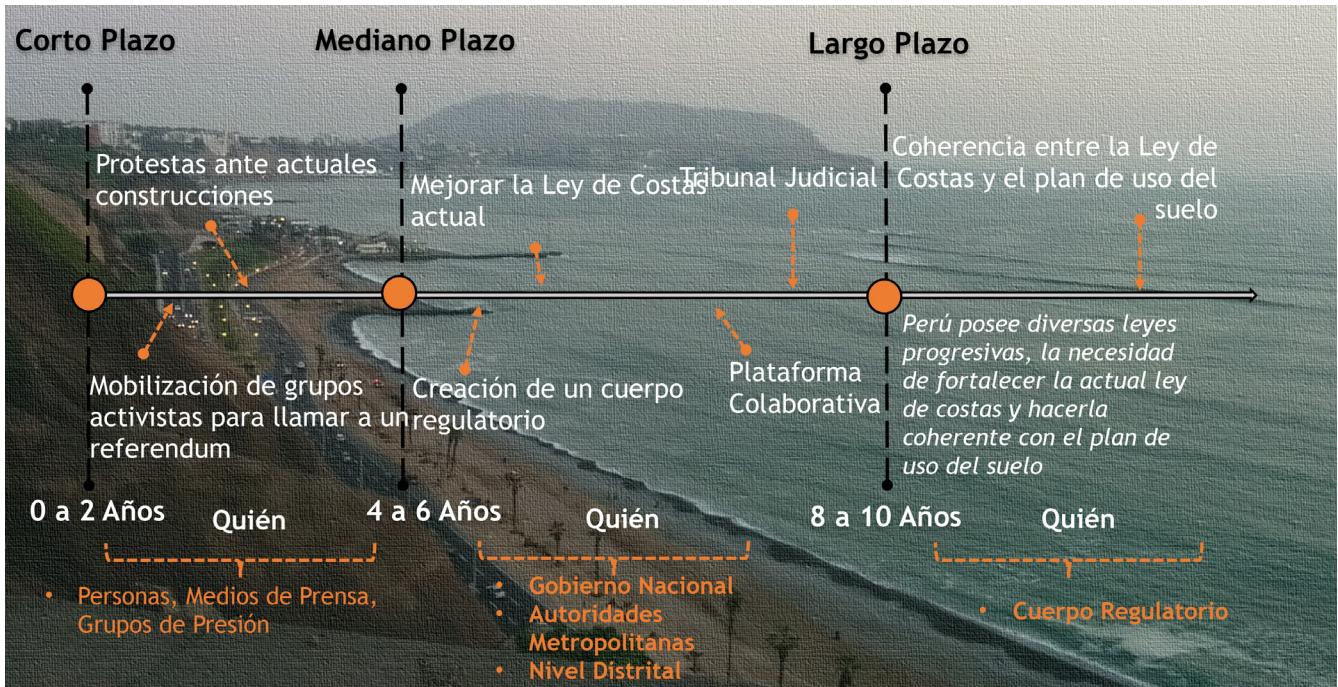 Corto Plazo
Mediano Plazo
Largo Plazo
Protestas ante actuales
construcciones
Mejorar la Ley de Costas
actual
Tribunal Judicial
Coherencia entre la Ley de
Costas y el plan de uso del
suelo
Mobilización de grupos
activistas para llamar a un
referendum
Creación de un cuerpo
regulatorio
Plataforma
Colaborativa
Perú posee diversas leyes
progresivas, la necesidad
de fortalecer la actual ley
de costas y hacerla
coherente con el plan de
uso del suelo
0 a 2 Años
Quién
4 a 6 Años
Quién
8 a 10 Años
Quién
• Personas, Medios de Prensa,
Grupos de Presión
• Gobierno Nacional
• Autoridades
Metropolitanas
• Nivel Distrital
• Cuerpo Regulatorio